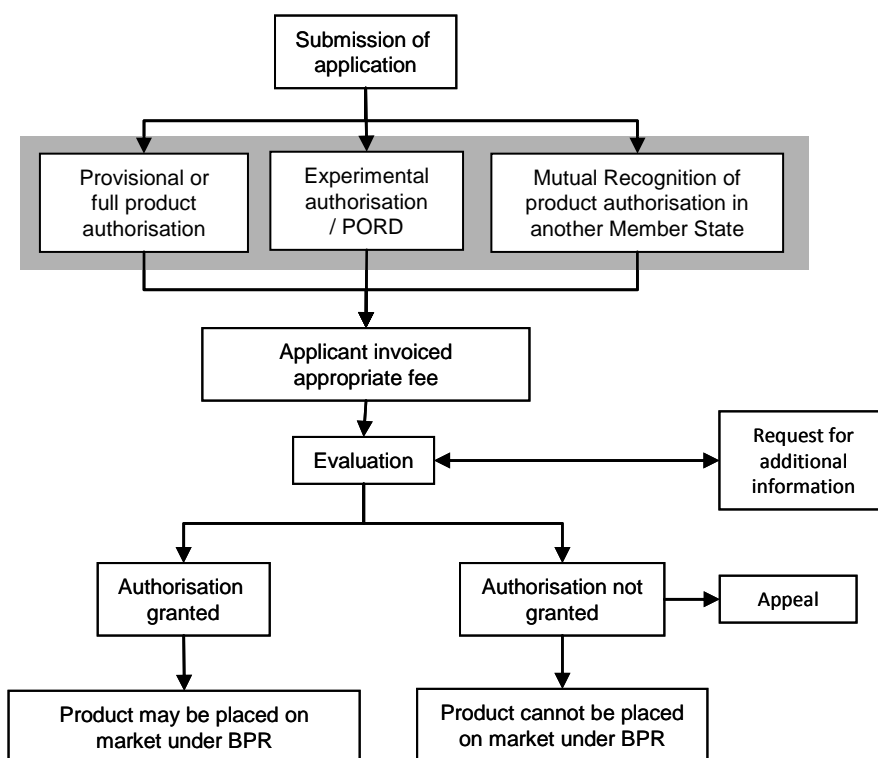 Submission of
application
Provisional or
full product
authorisation
Experimental
authorisation
/ PORD
Mutual Recognition of
product authorisation in
another Member State
Applicant invoiced
appropriate fee
Evaluation
Request for
additional
information
Authorisation
granted
Authorisation not
granted
Appeal
Product may be placed on
market under BPR
Product cannot be placed
on market under BPR